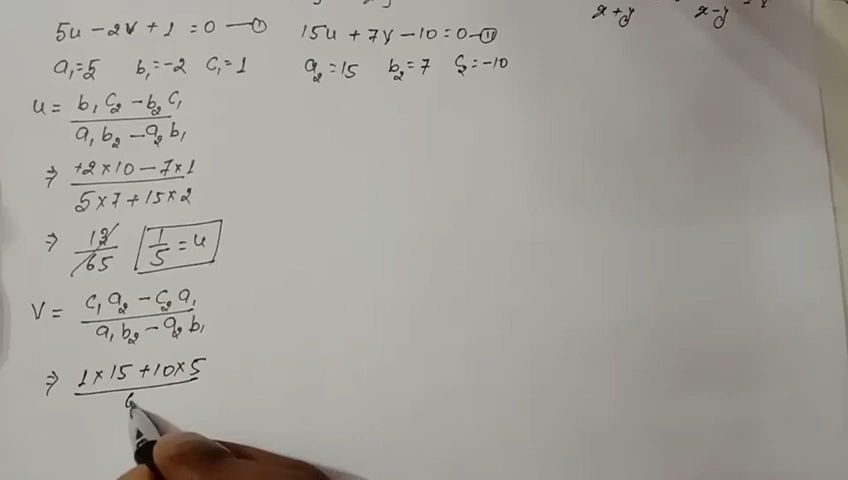 x+y x-y
5u - 2v + 1 = 0 — ① 15u + 7v - 10 = 0 — ⑪
a₁ = 5 b₁ = -2 c₁ = 1 a₂ = 15 b₂ = 7 c₂ = -10
u = b₁c₂ - b₂c₁ / a₁b₂ - a₂b₁
⇒ +2×10 - 7×1 / 5×7 + 15×2
⇒ 13/65 1/5 = u
v = c₁a₂ - c₂a₁ / a₁b₂ - a₂b₁
⇒ 1×15 + 10×5